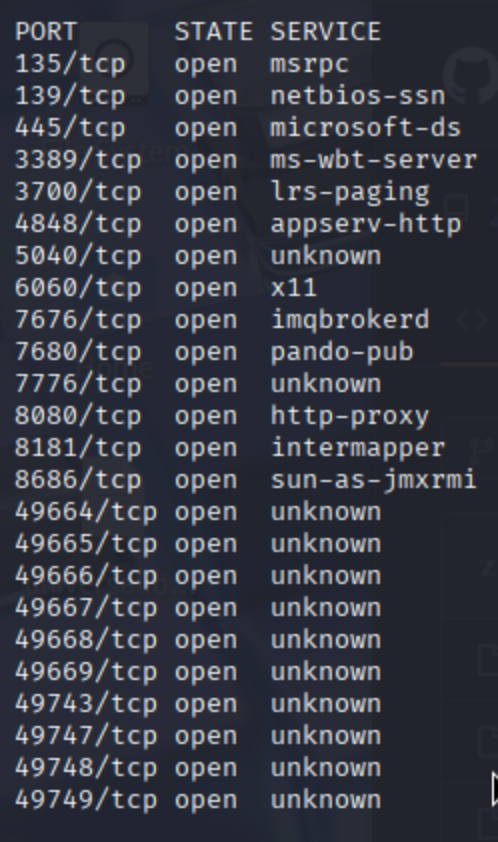 PORT STATE SERVICE
135/tcp open msrpc
139/tcp open netbios-ssn
445/tcp open microsoft-ds
3389/tcp open ms-wbt-server
3700/tcp open lrs-paging
4848/tcp open appserv-http
5040/tcp open unknown
6060/tcp open x11
7676/tcp open imqbrokerd
7680/tcp open pando-pub
7776/tcp open unknown
8080/tcp open http-proxy
8181/tcp open intermapper
8686/tcp open sun-as-jmxrmi
49664/tcp open unknown
49665/tcp open unknown
49666/tcp open unknown
49667/tcp open unknown
49668/tcp open unknown
49669/tcp open unknown
49743/tcp open unknown
49747/tcp open unknown
49748/tcp open unknown
49749/tcp open unknown